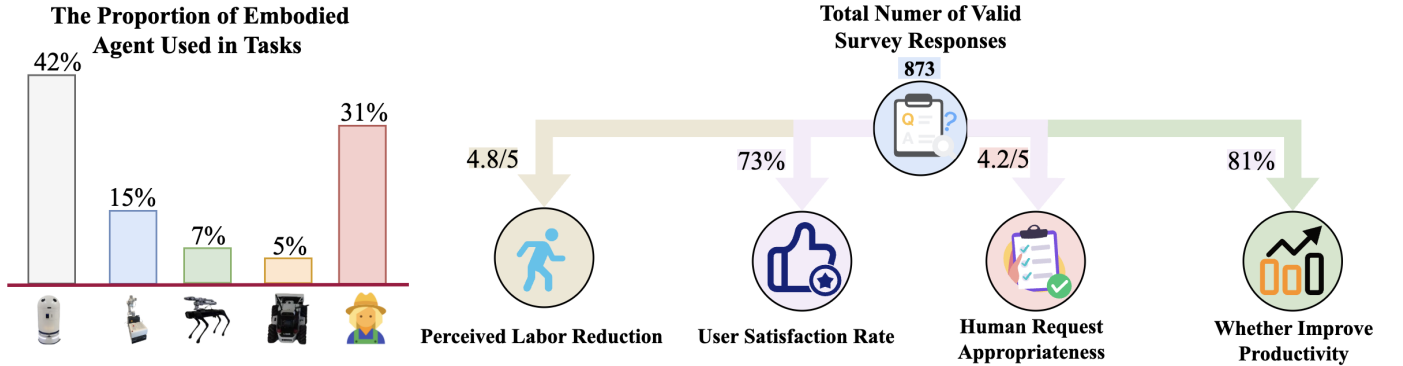 The Proportion of Embodied
Agent Used in Tasks
42%
15%
7%
5%
31%
Total Numer of Valid
Survey Responses
873
Q
?
A
4.8/5
73%
4.2/5
81%
Perceived Labor Reduction
User Satisfaction Rate
Human Request
Appropriateness
Whether Improve
Productivity